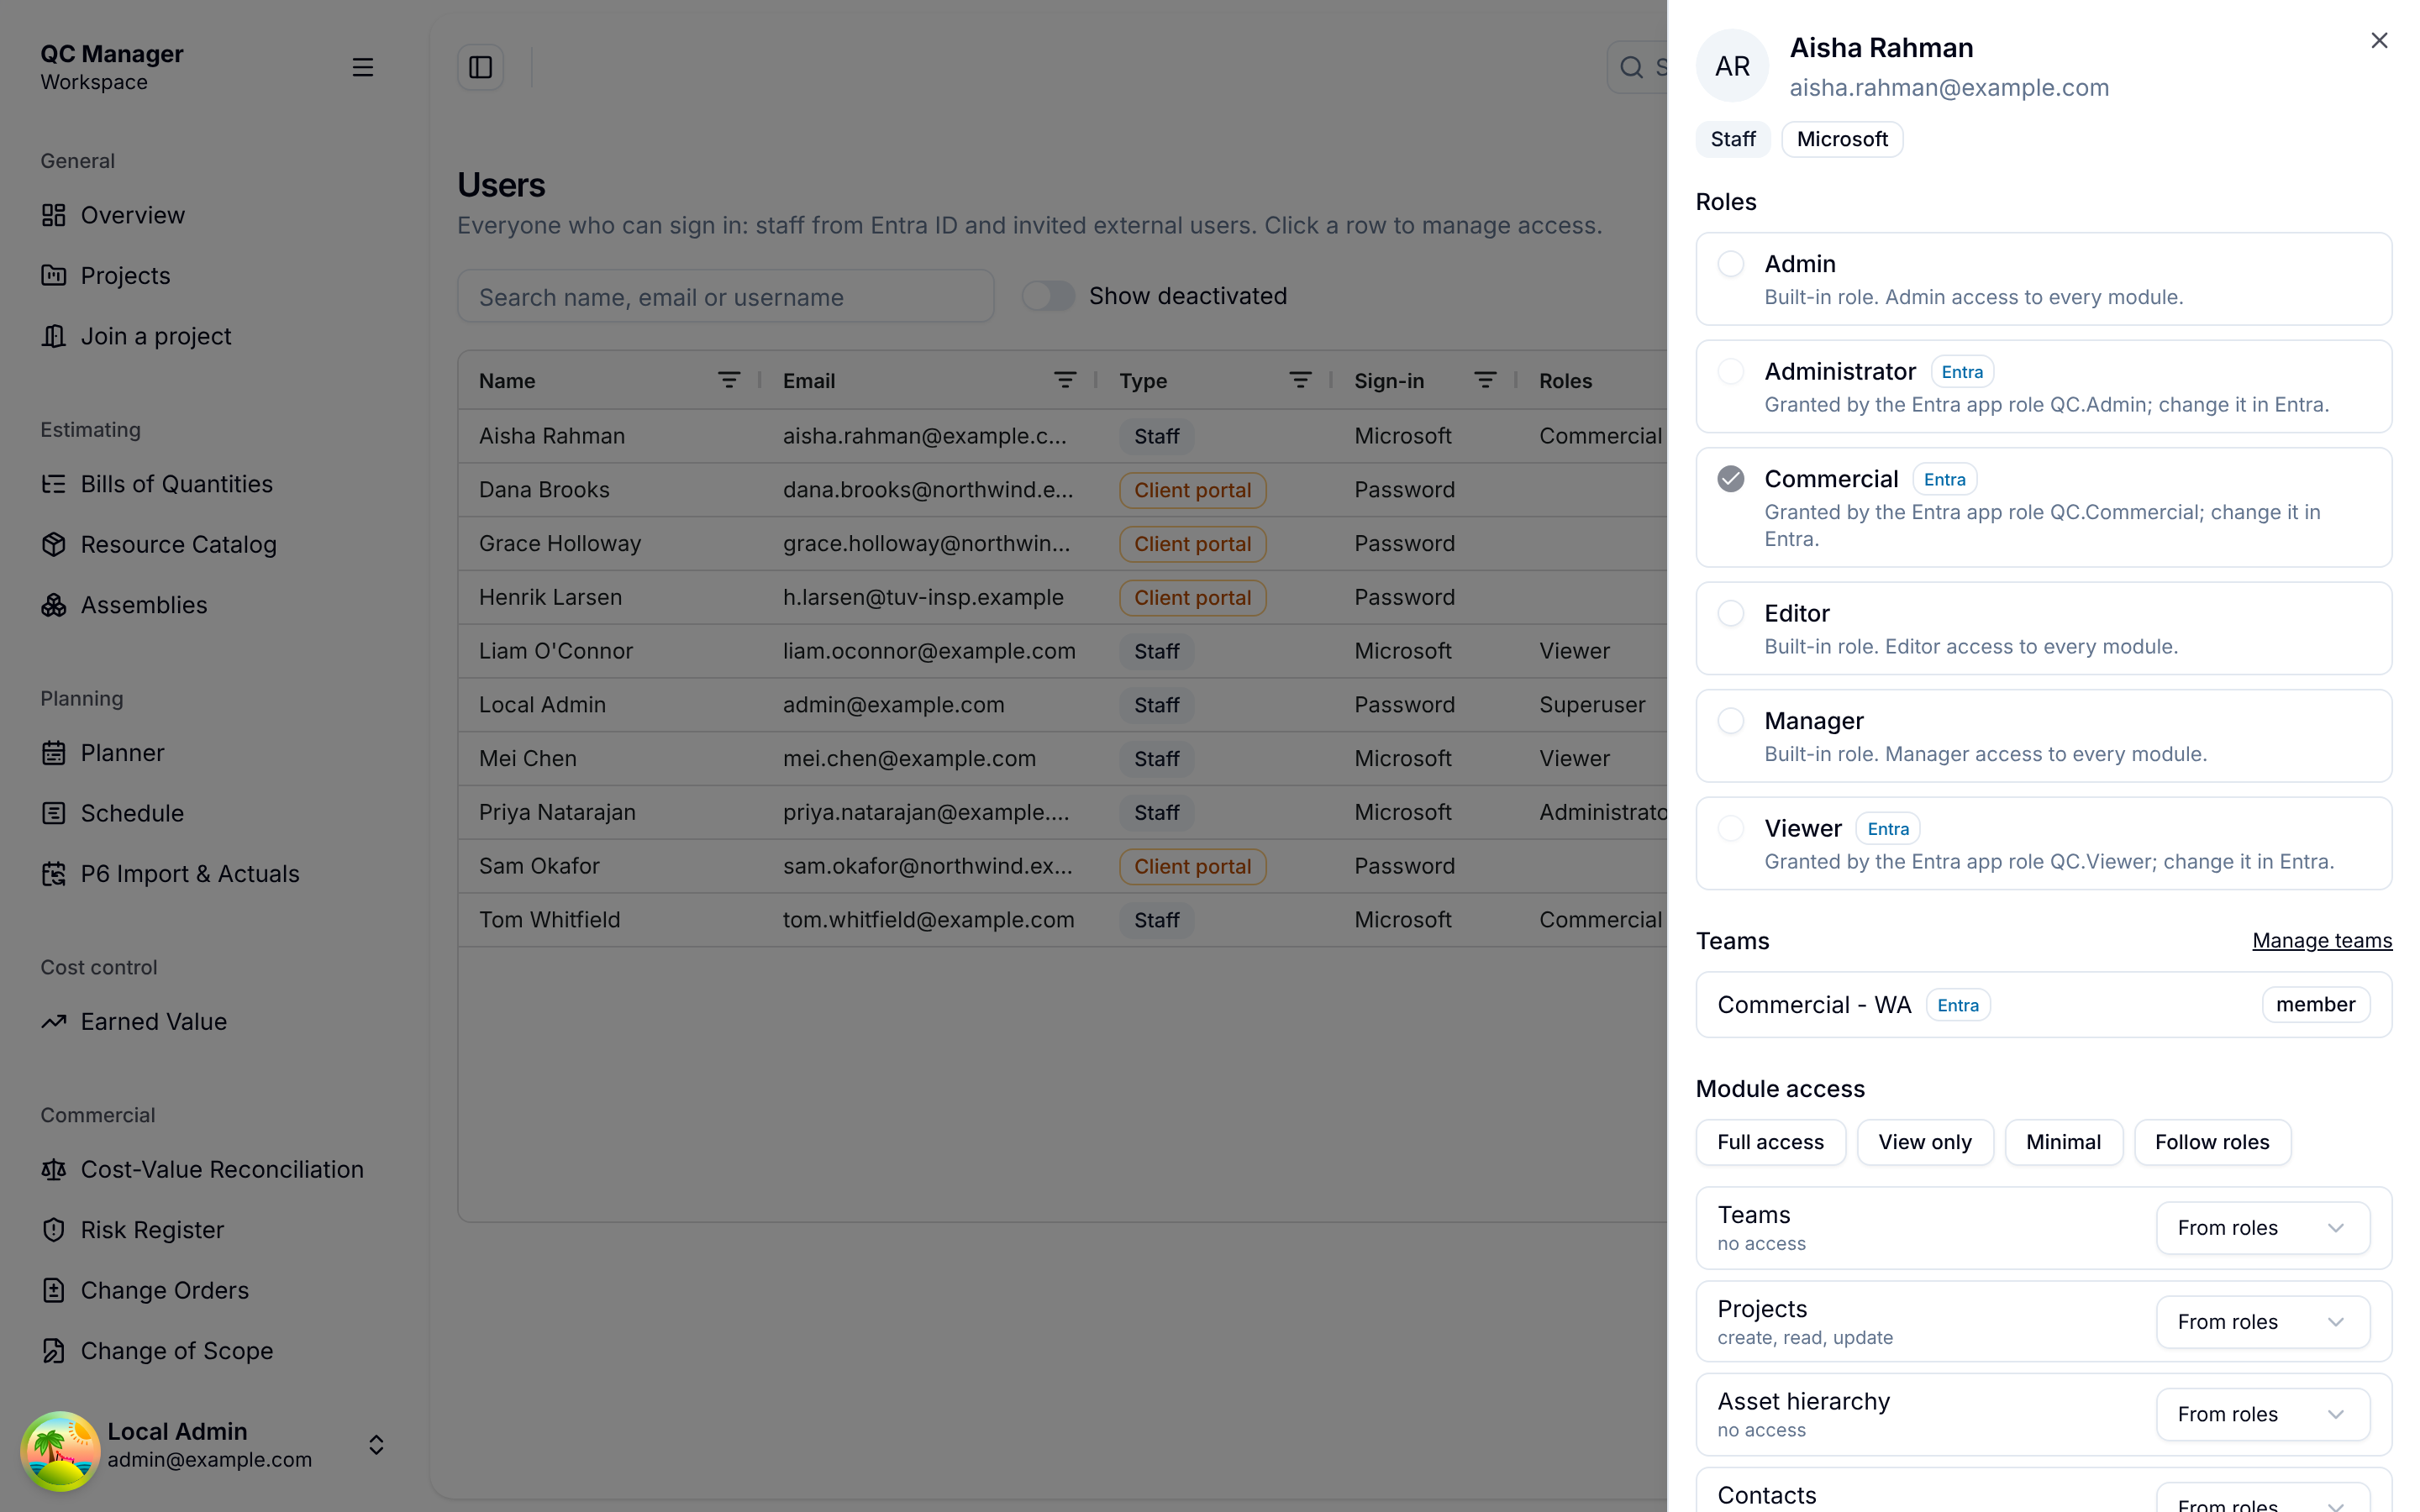 QC Manager
Workspace
General
Overview
Projects
Join a project
Estimating
Bills of Quantities
Resource Catalog
Assemblies
Planning
Planner
Schedule
P6 Import & Actuals
Cost control
Earned Value
Commercial
Cost-Value Reconciliation
Risk Register
Change Orders
Change of Scope
Local Admin
admin@example.com
S
Users
Everyone who can sign in: staff from Entra ID and invited external users. Click a row to manage access.
Search name, email or username
Show deactivated
Name Email Type Sign-in Roles
Aisha Rahman aisha.rahman@example.c... Staff Microsoft Commercial
Dana Brooks dana.brooks@northwind.e... Client portal Password
Grace Holloway grace.holloway@northwin... Client portal Password
Henrik Larsen h.larsen@tuv-insp.example Client portal Password
Liam O'Connor liam.oconnor@example.com Staff Microsoft Viewer
Local Admin admin@example.com Staff Password Superuser
Mei Chen mei.chen@example.com Staff Microsoft Viewer
Priya Natarajan priya.natarajan@example.... Staff Microsoft Administrato
Sam Okafor sam.okafor@northwind.ex... Client portal Password
Tom Whitfield tom.whitfield@example.com Staff Microsoft Commercial
AR
Aisha Rahman
aisha.rahman@example.com
Staff Microsoft
Roles
Admin
Built-in role. Admin access to every module.
Administrator Entra
Granted by the Entra app role QC.Admin; change it in Entra.
Commercial Entra
Granted by the Entra app role QC.Commercial; change it in
Entra.
Editor
Built-in role. Editor access to every module.
Manager
Built-in role. Manager access to every module.
Viewer Entra
Granted by the Entra app role QC.Viewer; change it in Entra.
Teams Manage teams
Commercial - WA Entra member
Module access
Full access View only Minimal Follow roles
Teams
no access
From roles
Projects
create, read, update
From roles
Asset hierarchy
no access
From roles
Contacts
From roles